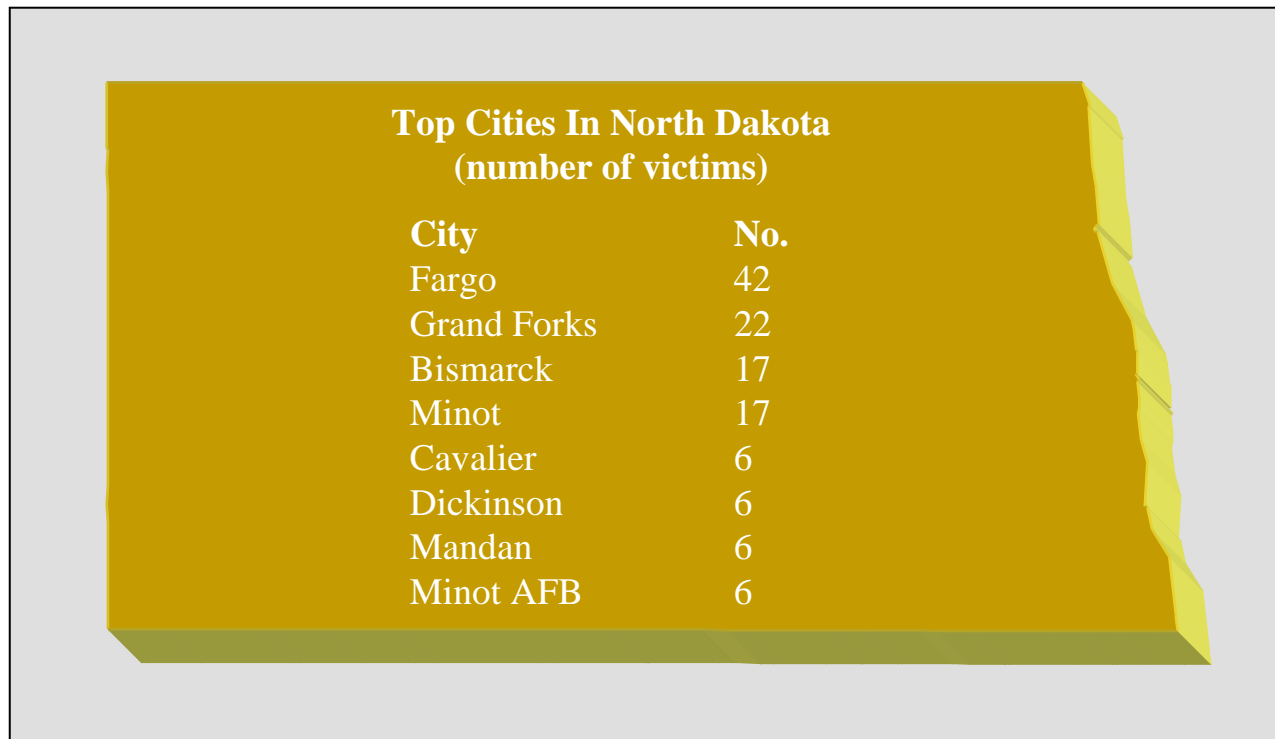 Top Cities In North Dakota
(number of victims)
City No.
Fargo 42
Grand Forks 22
Bismarck 17
Minot 17
Cavalier 6
Dickinson 6
Mandan 6
Minot AFB 6